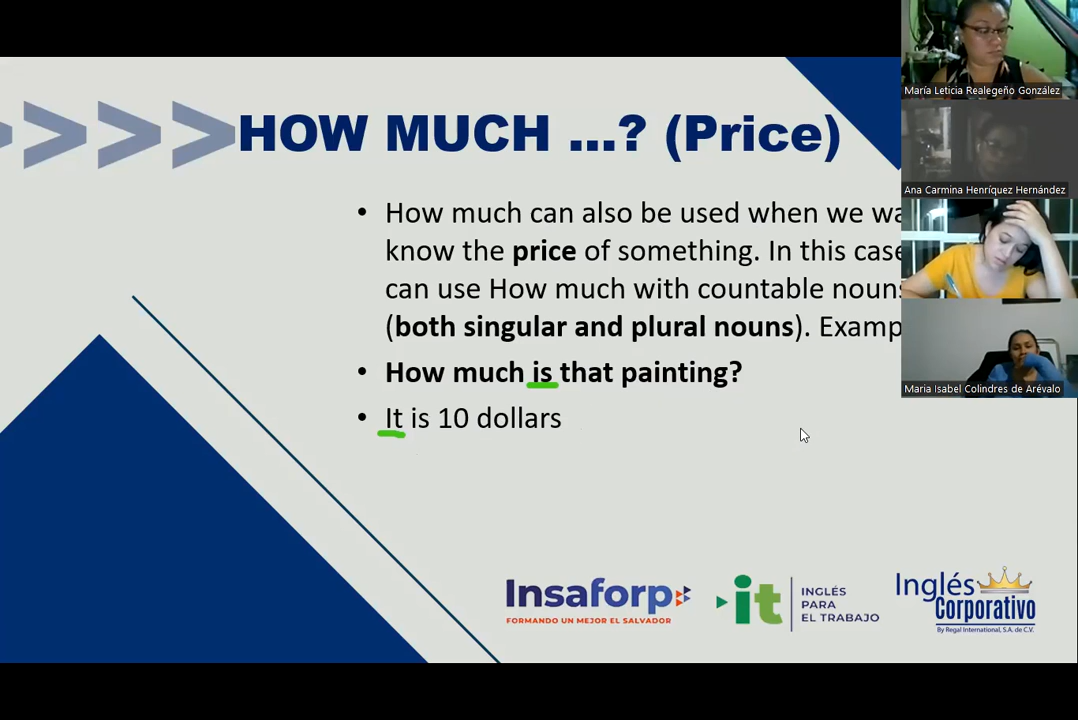 >>>>HOW MUCH ...? (Price)
• How much can also be used when we wa
know the price of something. In this case
can use How much with countable nouns
(both singular and plural nouns). Examp
• How much is that painting?
• It is 10 dollars
María Leticia Realegeño González
Ana Carmina Henríquez Hernández
Maria Isabel Colindres de Arévalo
Insaforp
FORMANDO UN MEJOR EL SALVADOR
it
INGLÉS
PARA
EL TRABAJO
Inglés
Corporativo
By Regal International, S.A. de C.V.